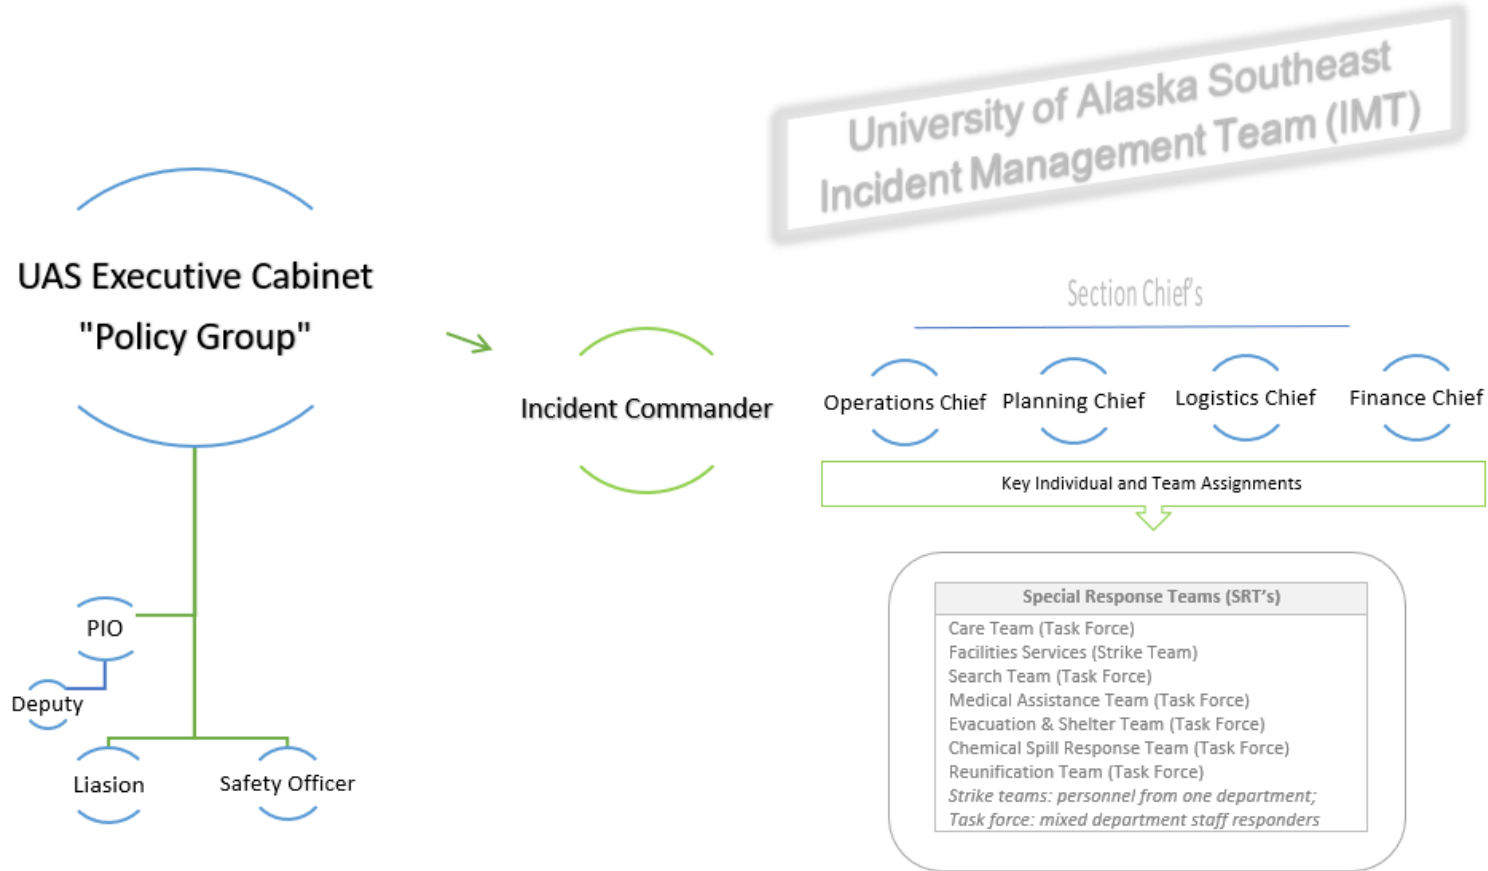 University of Alaska Southeast
Incident Management Team (IMT)
UAS Executive Cabinet
"Policy Group"
Incident Commander
Section Chief's
Operations Chief
Planning Chief
Logistics Chief
Finance Chief
Key Individual and Team Assignments
PIO
Deputy
Liasion
Safety Officer
Special Response Teams (SRT's)
Care Team (Task Force)
Facilities Services (Strike Team)
Search Team (Task Force)
Medical Assistance Team (Task Force)
Evacuation & Shelter Team (Task Force)
Chemical Spill Response Team (Task Force)
Reunification Team (Task Force)
Strike teams: personnel from one department;
Task force: mixed department staff responders